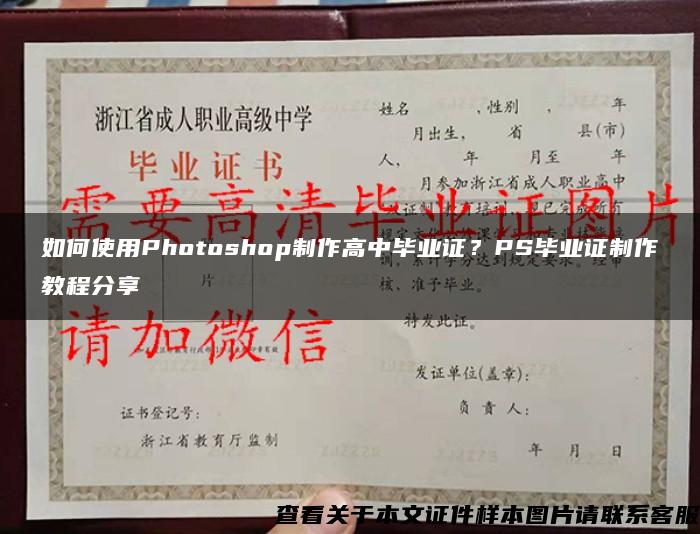 浙江省成人职业高级中学
毕业证书
姓名 ,性别 , 年
月出生, 省 县(市)
人, 年 月至 年
月参加浙江省成人职业高中
需要高清毕业证图片
如何使用Photoshop制作高中毕业证？PS毕业证制作
教程分享
片
核、准予毕业。
请加微信
特发此证。
发证单位(盖章):
证书登记号:
负 责 人:
浙江省教育厅监制
年 月 日
查看关于本文证件样本图片请联系客服